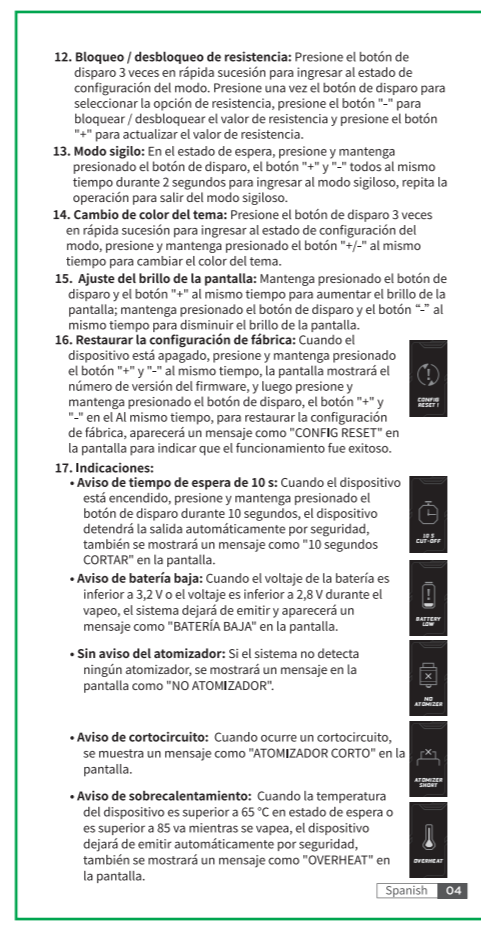 12. Bloqueo / desbloqueo de resistencia: Presione el botón de
disparo 3 veces en rápida sucesión para ingresar al estado de
configuración del modo. Presione una vez el botón de disparo para
seleccionar la opción de resistencia, presione el botón "-" para
bloquear / desbloquear el valor de resistencia y presione el botón
"+" para actualizar el valor de resistencia.
13. Modo sigilo: En el estado de espera, presione y mantenga
presionado el botón de disparo, el botón "+" y "-" todos al mismo
tiempo durante 2 segundos para ingresar al modo sigiloso, repita la
operación para salir del modo sigiloso.
14. Cambio de color del tema: Presione el botón de disparo 3 veces
en rápida sucesión para ingresar al estado de configuración del
modo, presione y mantenga presionado el botón "+/-" al mismo
tiempo para cambiar el color del tema.
15. Ajuste del brillo de la pantalla: Mantenga presionado el botón de
disparo y el botón "+" al mismo tiempo para aumentar el brillo de la
pantalla; mantenga presionado el botón de disparo y el botón “-” al
mismo tiempo para disminuir el brillo de la pantalla.
16. Restaurar la configuración de fábrica: Cuando el
dispositivo está apagado, presione y mantenga presionado
el botón "+" y "-" al mismo tiempo, la pantalla mostrará el
número de versión del firmware, y luego presione y
mantenga presionado el botón de disparo, el botón "+" y
"-" en el Al mismo tiempo, para restaurar la configuración
de fábrica, aparecerá un mensaje como "CONFIG RESET" en
la pantalla para indicar que el funcionamiento fue exitoso.
CONFIG
RESET !
17. Indicaciones:
• Aviso de tiempo de espera de 10 s: Cuando el dispositivo
está encendido, presione y mantenga presionado el
botón de disparo durante 10 segundos, el dispositivo
detendrá la salida automáticamente por seguridad,
también se mostrará un mensaje como "10 segundos
CORTAR" en la pantalla.
10 S
CUT-OFF
• Aviso de batería baja: Cuando el voltaje de la batería es
inferior a 3,2 V o el voltaje es inferior a 2,8 V durante el
vapeo, el sistema dejará de emitir y aparecerá un
mensaje como "BATERÍA BAJA" en la pantalla.
BATTERY
LOW
• Sin aviso del atomizador: Si el sistema no detecta
ningún atomizador, se mostrará un mensaje en la
pantalla como "NO ATOMIZADOR".
NO
ATOMIZER
• Aviso de cortocircuito: Cuando ocurre un cortocircuito,
se muestra un mensaje como "ATOMIZADOR CORTO" en la
pantalla.
ATOMIZER
SHORT
• Aviso de sobrecalentamiento: Cuando la temperatura
del dispositivo es superior a 65 °C en estado de espera o
es superior a 85 va mientras se vapea, el dispositivo
dejará de emitir automáticamente por seguridad,
también se mostrará un mensaje como "OVERHEAT" en
la pantalla.
OVERHEAT
Spanish 04